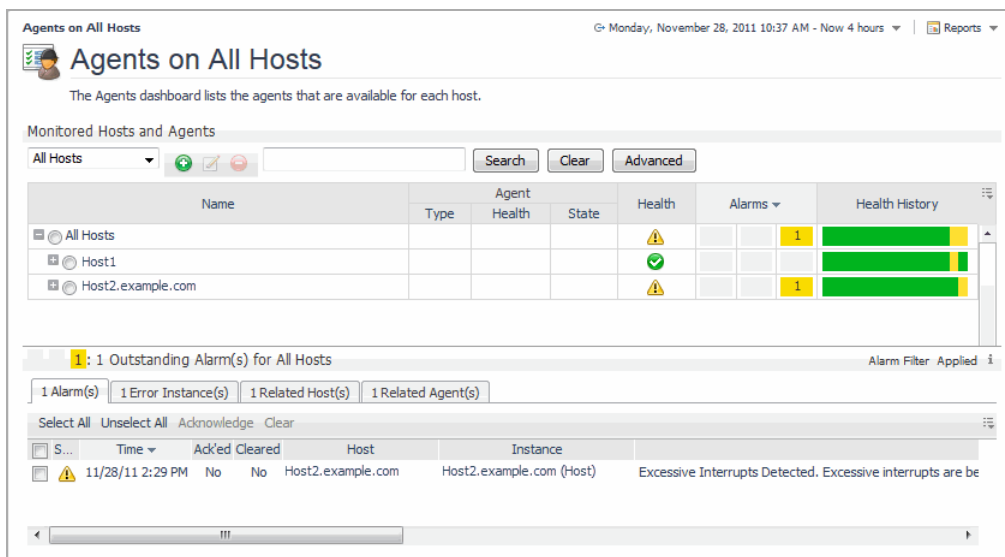 Agents on All Hosts
Monday, November 28, 2011 10:37 AM - Now 4 hours
Reports
Agents on All Hosts
The Agents dashboard lists the agents that are available for each host.
Monitored Hosts and Agents
All Hosts
Search Clear Advanced
Name Agent Health Alarms Health History
Type Health State
All Hosts 1
Host1
Host2.example.com 1
1 : 1 Outstanding Alarm(s) for All Hosts Alarm Filter Applied i
1 Alarm(s) 1 Error Instance(s) 1 Related Host(s) 1 Related Agent(s)
Select All Unselect All Acknowledge Clear
S... Time Ack'ed Cleared Host Instance
11/28/11 2:29 PM No No Host2.example.com Host2.example.com (Host) Excessive Interrupts Detected. Excessive interrupts are be